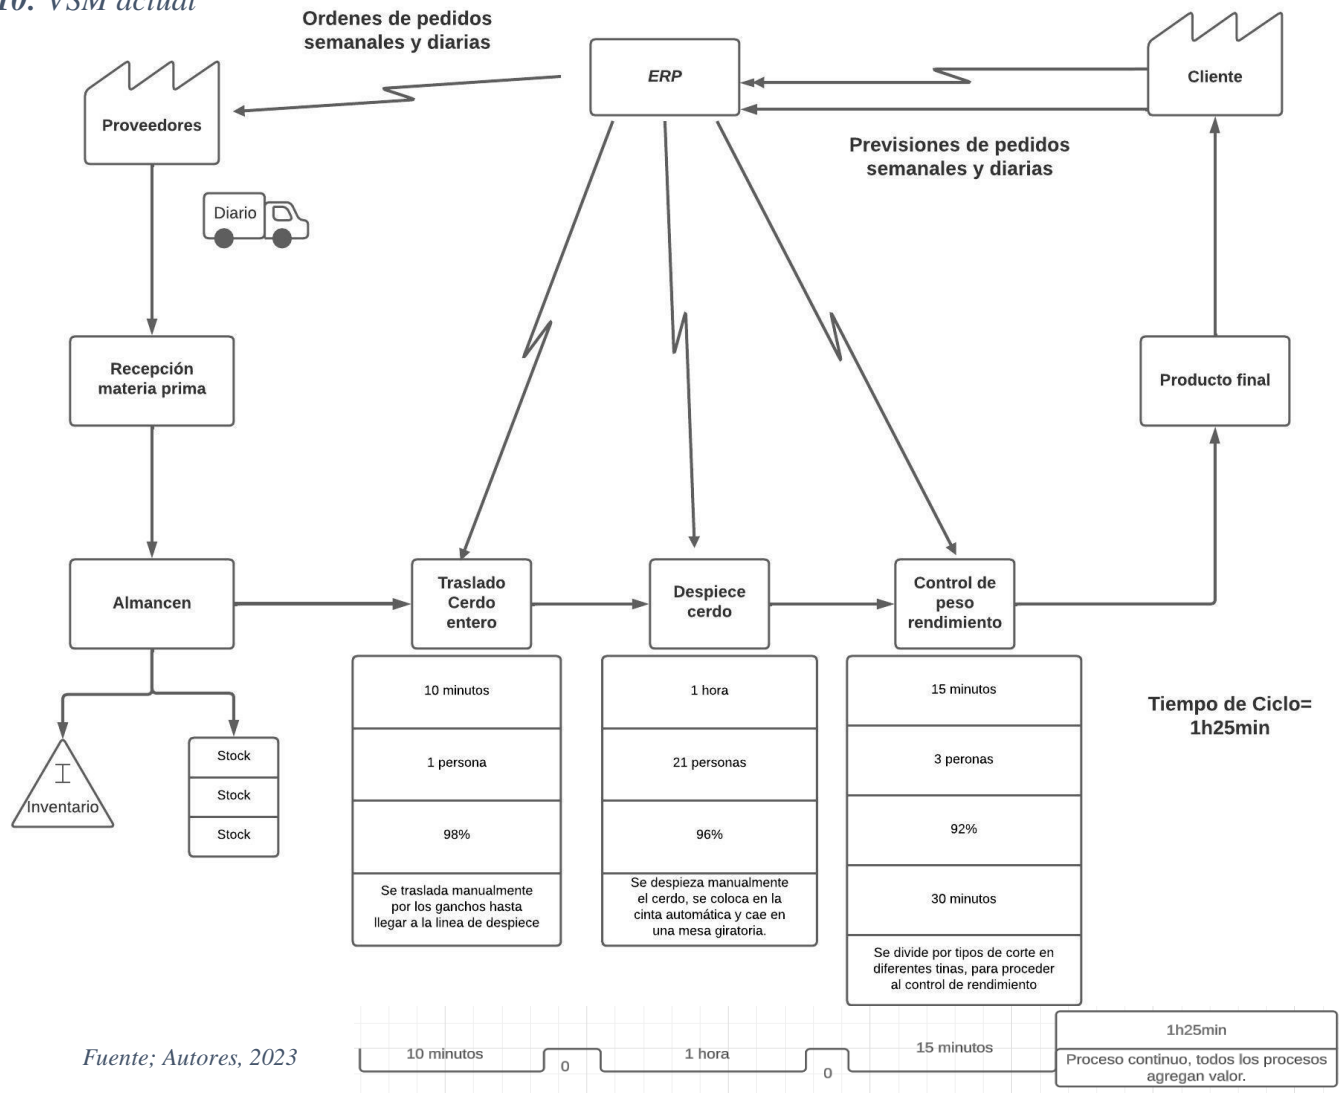 10. VSM actual
Ordenes de pedidos
semanales y diarias
ERP
Cliente
Proveedores
Previsiones de pedidos
semanales y diarias
Diario
Recepción
materia prima
Producto final
Almancen
Traslado
Cerdo
entero
Despiece
cerdo
Control de
peso
rendimiento
10 minutos
1 persona
98%
Se traslada manualmente
por los ganchos hasta
llegar a la linea de despiece
1 hora
21 personas
96%
Se despieza manualmente
el cerdo, se coloca en la
cinta automática y cae en
una mesa giratoria.
15 minutos
3 peronas
92%
30 minutos
Se divide por tipos de corte en
diferentes tinas, para proceder
al control de rendimiento
Tiempo de Ciclo=
1h25min
I
Inventario
Stock
Stock
Stock
Fuente; Autores, 2023
10 minutos
0
1 hora
0
15 minutos
1h25min
Proceso continuo, todos los procesos
agregan valor.